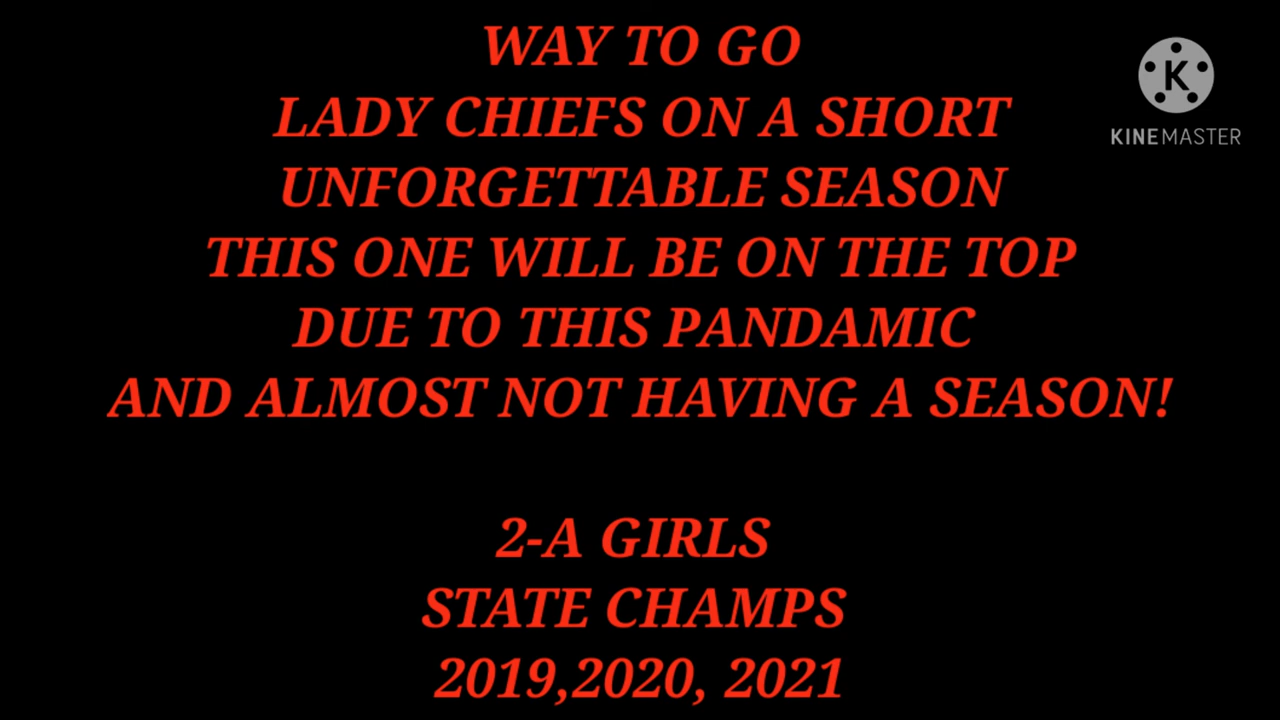 WAY TO GO
LADY CHIEFS ON A SHORT
UNFORGETTABLE SEASON
THIS ONE WILL BE ON THE TOP
DUE TO THIS PANDAMIC
AND ALMOST NOT HAVING A SEASON!
2-A GIRLS
STATE CHAMPS
2019,2020, 2021
K
KINEMASTER